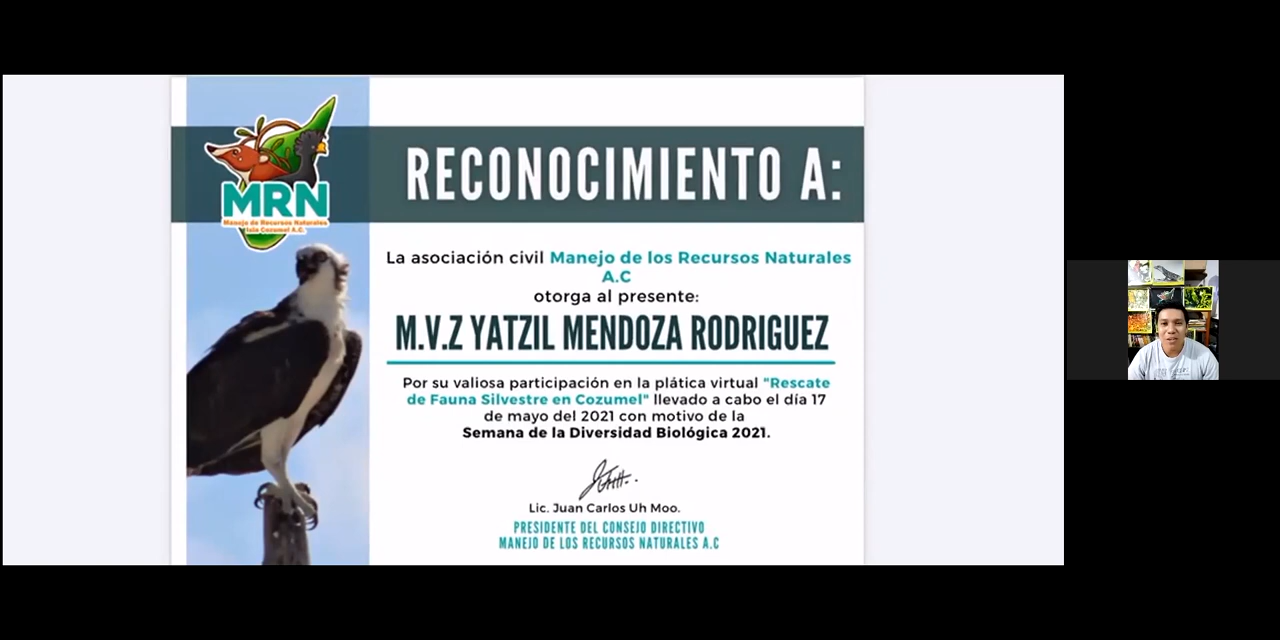 MRN
Manejo de Recursos Naturales
Isla Cozumel A.C.
RECONOCIMIENTO A:
La asociación civil Manejo de los Recursos Naturales
A.C
otorga al presente:
M.V.Z YATZIL MENDOZA RODRIGUEZ
Por su valiosa participación en la plática virtual "Rescate
de Fauna Silvestre en Cozumel" llevado a cabo el día 17
de mayo del 2021 con motivo de la
Semana de la Diversidad Biológica 2021.
Lic. Juan Carlos Uh Moo.
PRESIDENTE DEL CONSEJO DIRECTIVO
MANEJO DE LOS RECURSOS NATURALES A.C